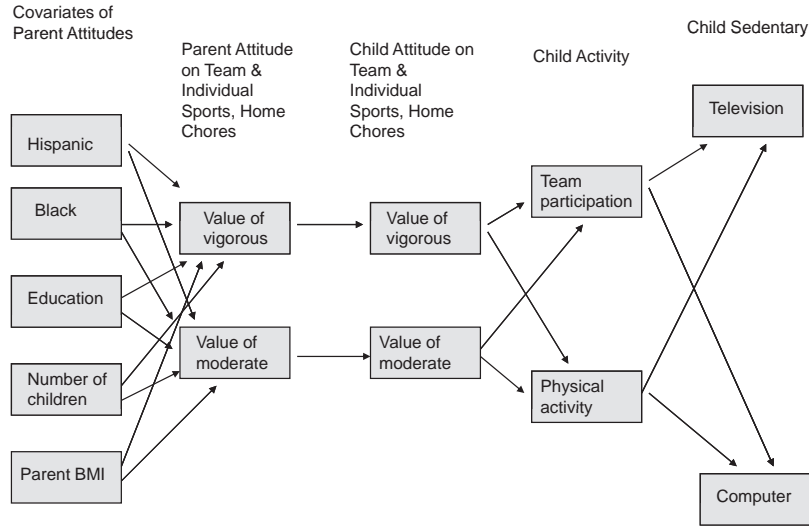 Covariates of
Parent Attitudes
Parent Attitude
on Team &
Individual
Sports, Home
Chores
Child Attitude on
Team &
Individual
Sports, Home
Chores
Child Activity
Child Sedentary
Hispanic
Black
Education
Number of
children
Parent BMI
Value of
vigorous
Value of
moderate
Value of
vigorous
Value of
moderate
Team
participation
Physical
activity
Television
Computer